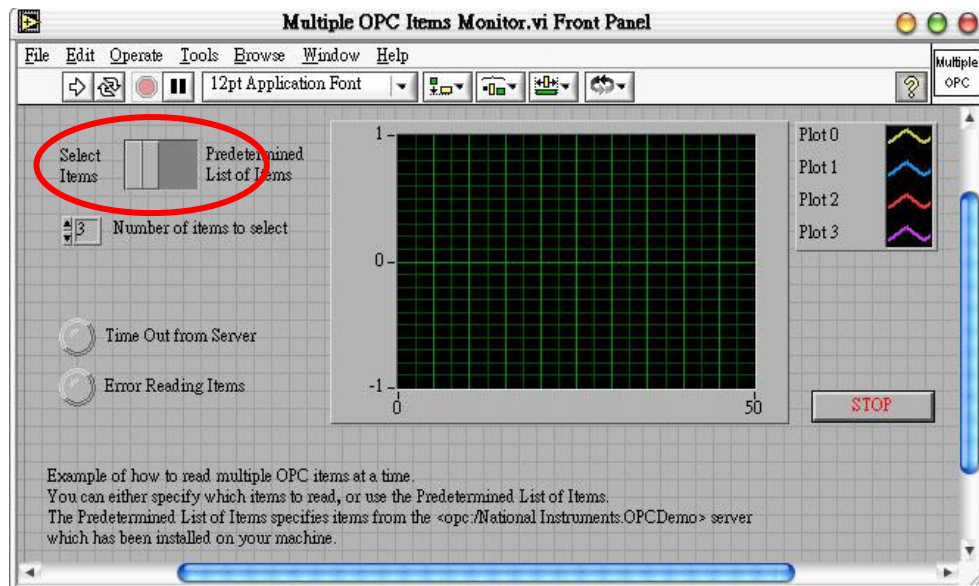 Multiple OPC Items Monitor.vi Front Panel
File Edit Operate Tools Browse Window Help
12pt Application Font
?
Multiple
OPC
Select
Items
Predetermined
List of Items
3 Number of items to select
Time Out from Server
Error Reading Items
1
0
-1
0 50
Plot 0
Plot 1
Plot 2
Plot 3
STOP
Example of how to read multiple OPC items at a time.
You can either specify which items to read, or use the Predetermined List of Items.
The Predetermined List of Items specifies items from the <opc:/National Instruments.OPCDemo> server
which has been installed on your machine.